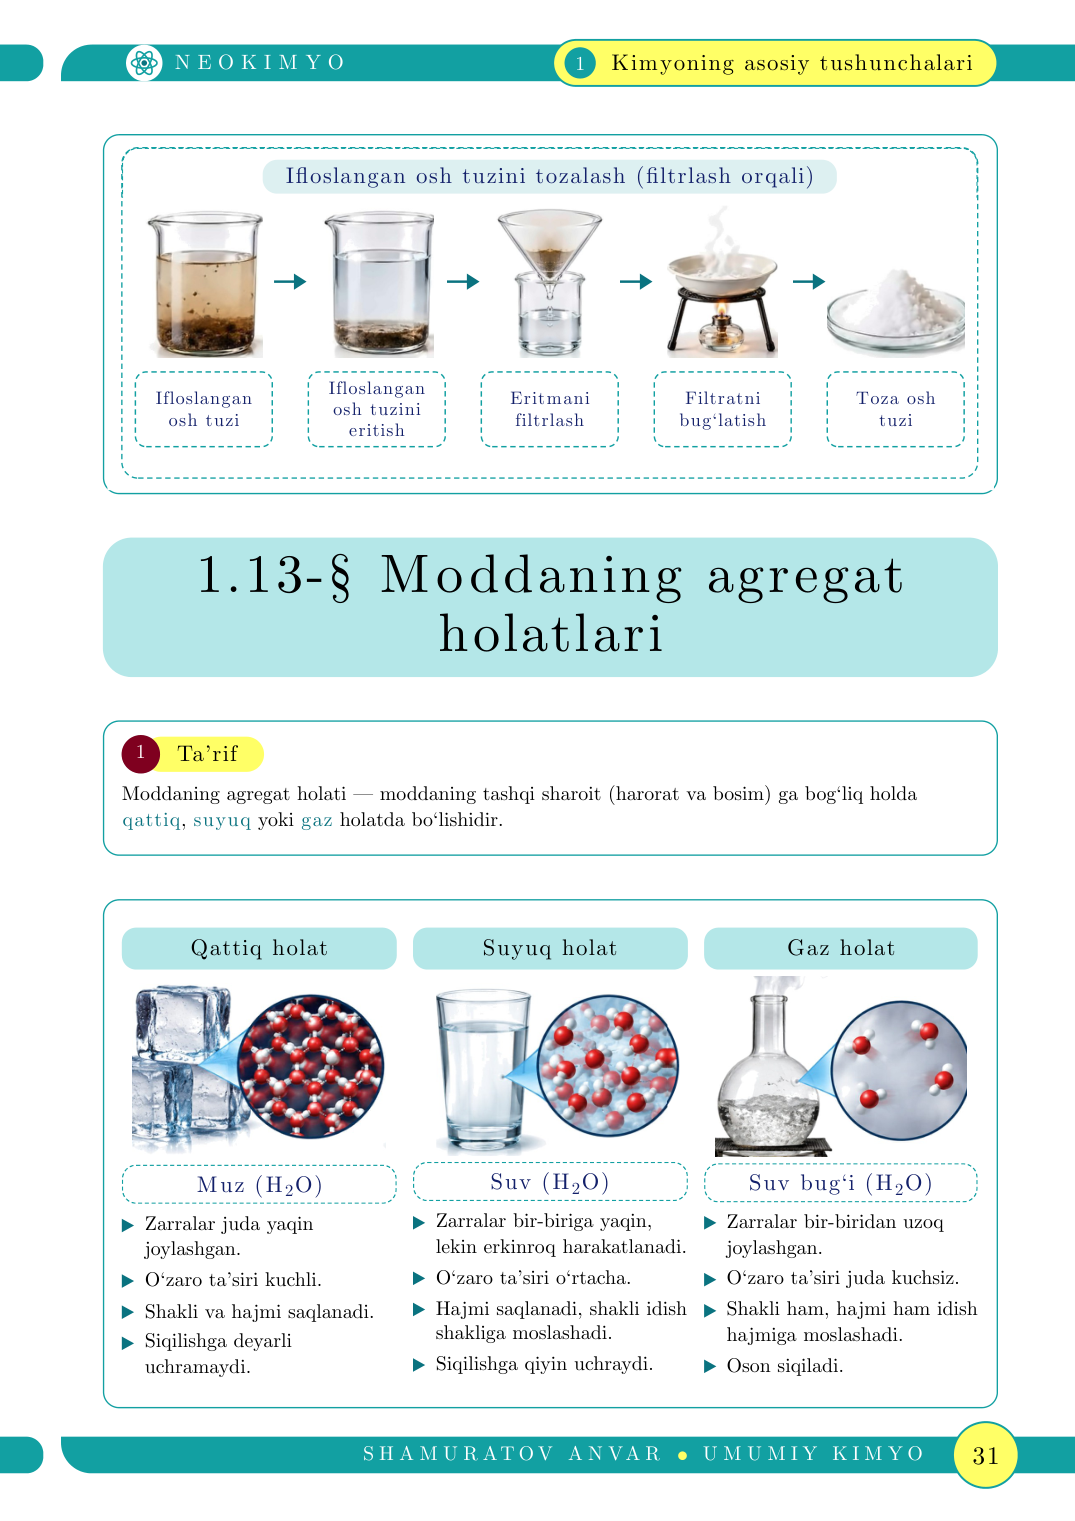 NEOKIMYO
1 Kimyoning asosiy tushunchalari
Ifloslangan osh tuzini tozalash (filtrlash orqali)
Ifloslangan
osh tuzi
Ifloslangan
osh tuzini
eritish
Eritmani
filtrlash
Filtratni
bug‘latish
Toza osh
tuzi
1.13-§ Moddaning agregat
holatlari
1 Ta’rif
Moddaning agregat holati — moddaning tashqi sharoit (harorat va bosim) ga bog‘liq holda
qattiq, suyuq yoki gaz holatda bo‘lishidir.
Qattiq holat
Muz (H₂O)
Zarralar juda yaqin
joylashgan.
O‘zaro ta’siri kuchli.
Shakli va hajmi saqlanadi.
Siqilishga deyarli
uchramaydi.
Suyuq holat
Suv (H₂O)
Zarralar bir-biriga yaqin,
lekin erkinroq harakatlanadi.
O‘zaro ta’siri o‘rtacha.
Hajmi saqlanadi, shakli idish
shakliga moslashadi.
Siqilishga qiyin uchraydi.
Gaz holat
Suv bug‘i (H₂O)
Zarralar bir-biridan uzoq
joylashgan.
O‘zaro ta’siri juda kuchsiz.
Shakli ham, hajmi ham idish
hajmiga moslashadi.
Oson siqiladi.
SHAMURATOV ANVAR • UMUMIY KIMYO
31